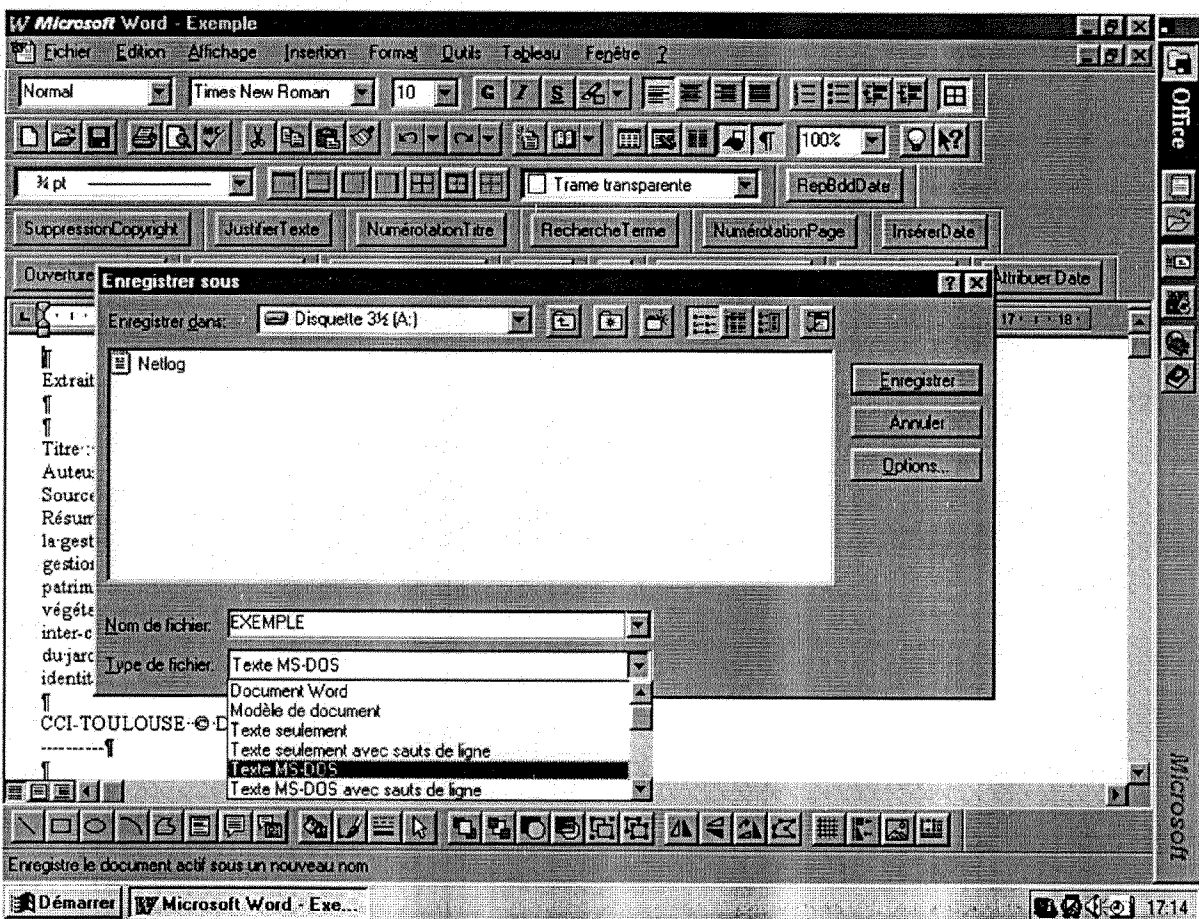 Microsoft Word - Exemple
Fichier Edition Affichage Insertion Format Outils Tableau Fenêtre ?
Normal Times New Roman 10 G I S
100%
¾ pt Trame transparente RepBddDate
SuppressionCopyright JustifierTexte NumérotationTitre RechercheTerme NumérotationPage InsérerDate
Ouverture Attribuer Date
Enregistrer sous
Enregistrer dans: Disquette 3½ (A:)
17 18
Netlog
Enregistrer
Annuler
Options...
¶
Extrait
¶
¶
Titre
Auteu
Source
Résum
la·gest
gestion
patrim
végéta
inter-c
du·jard
identit
¶
CCI-TOULOUSE·©·D
----------¶
¶
Nom de fichier: EXEMPLE
Type de fichier: Texte MS-DOS
Document Word
Modèle de document
Texte seulement
Texte seulement avec sauts de ligne
Texte MS-DOS
Texte MS-DOS avec sauts de ligne
Enregistre le document actif sous un nouveau nom
Démarrer Microsoft Word - Exe... 17:14
Office
Microsoft